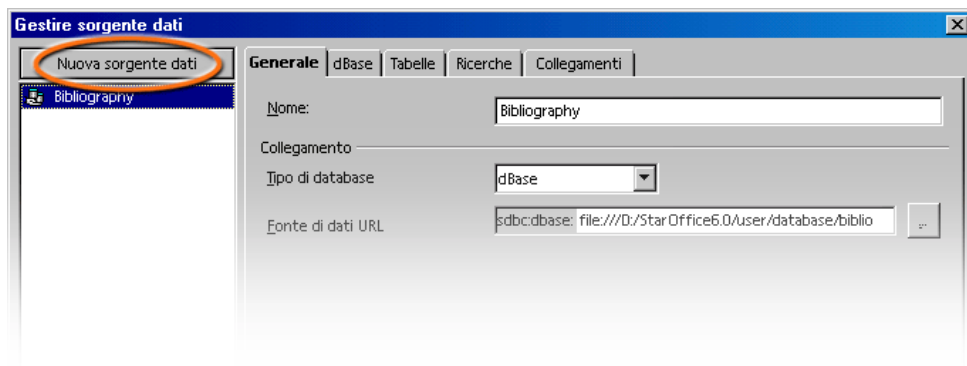 Gestire sorgente dati
Nuova sorgente dati
Generale dBase Tabelle Ricerche Collegamenti
Bibliography
Nome: Bibliography
Collegamento
Tipo di database dBase
Fonte di dati URL sdbc:dbase: file:///D:/StarOffice6.0/user/database/biblio ...